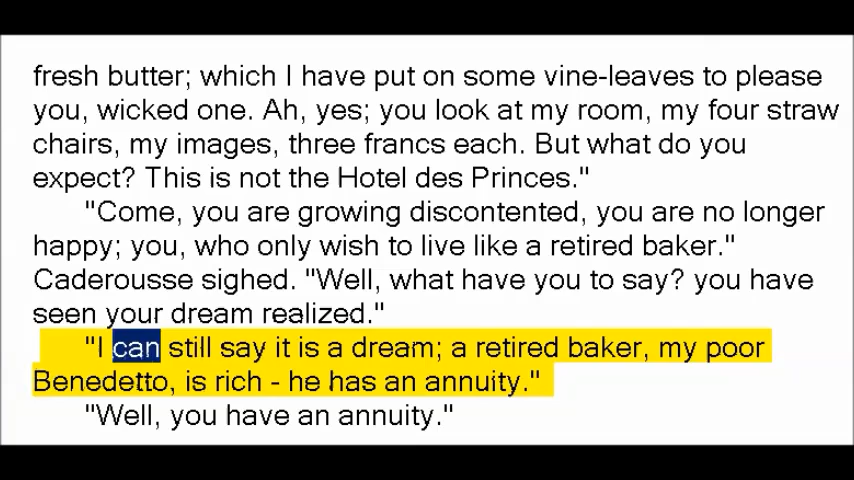 fresh butter; which I have put on some vine-leaves to please
you, wicked one. Ah, yes; you look at my room, my four straw
chairs, my images, three francs each. But what do you
expect? This is not the Hotel des Princes."
"Come, you are growing discontented, you are no longer
happy; you, who only wish to live like a retired baker."
Caderousse sighed. "Well, what have you to say? you have
seen your dream realized."
"I can still say it is a dream; a retired baker, my poor
Benedetto, is rich - he has an annuity."
"Well, you have an annuity."